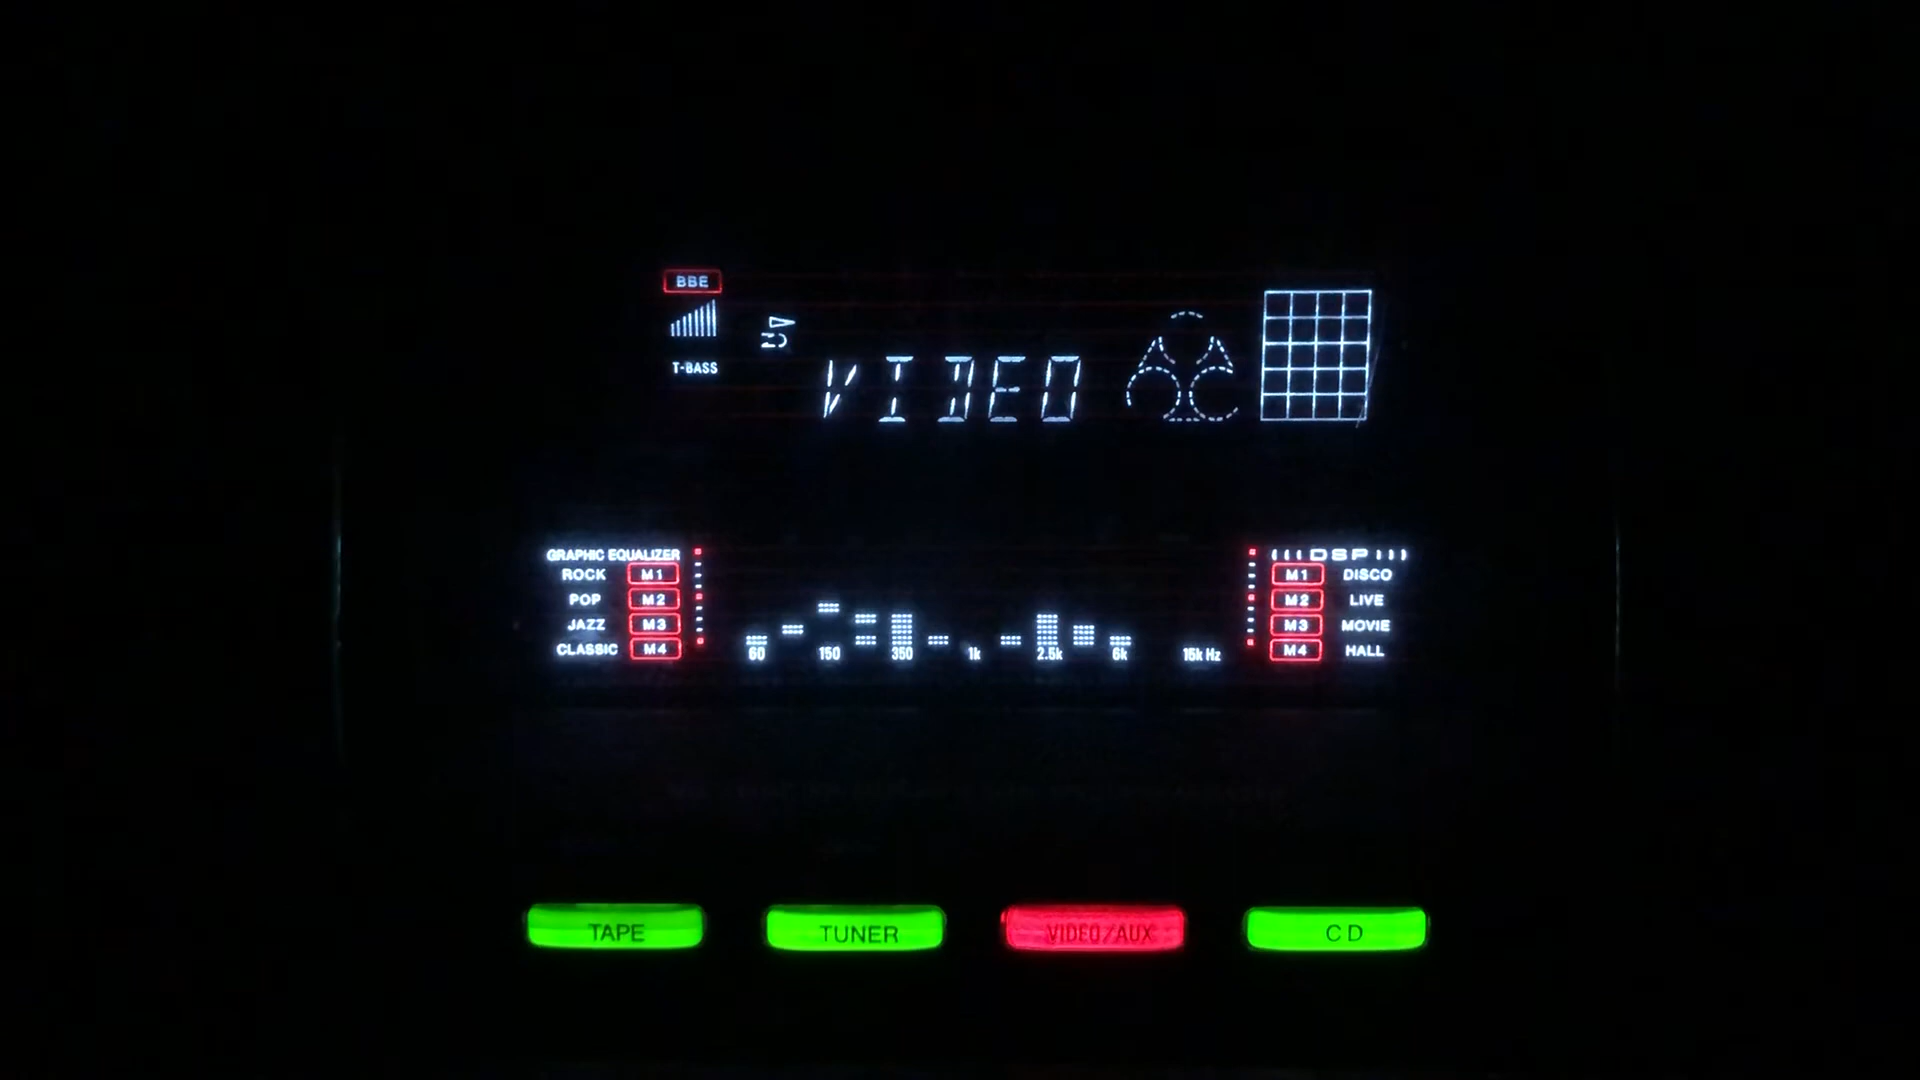 BBE
T-BASS
VIDEO
GRAPHIC EQUALIZER
ROCK M1
POP M2
JAZZ M3
CLASSIC M4
60 150 350 1k 2.5k 6k 15k Hz
DSP
M1 DISCO
M2 LIVE
M3 MOVIE
M4 HALL
TAPE TUNER VIDEO/AUX CD